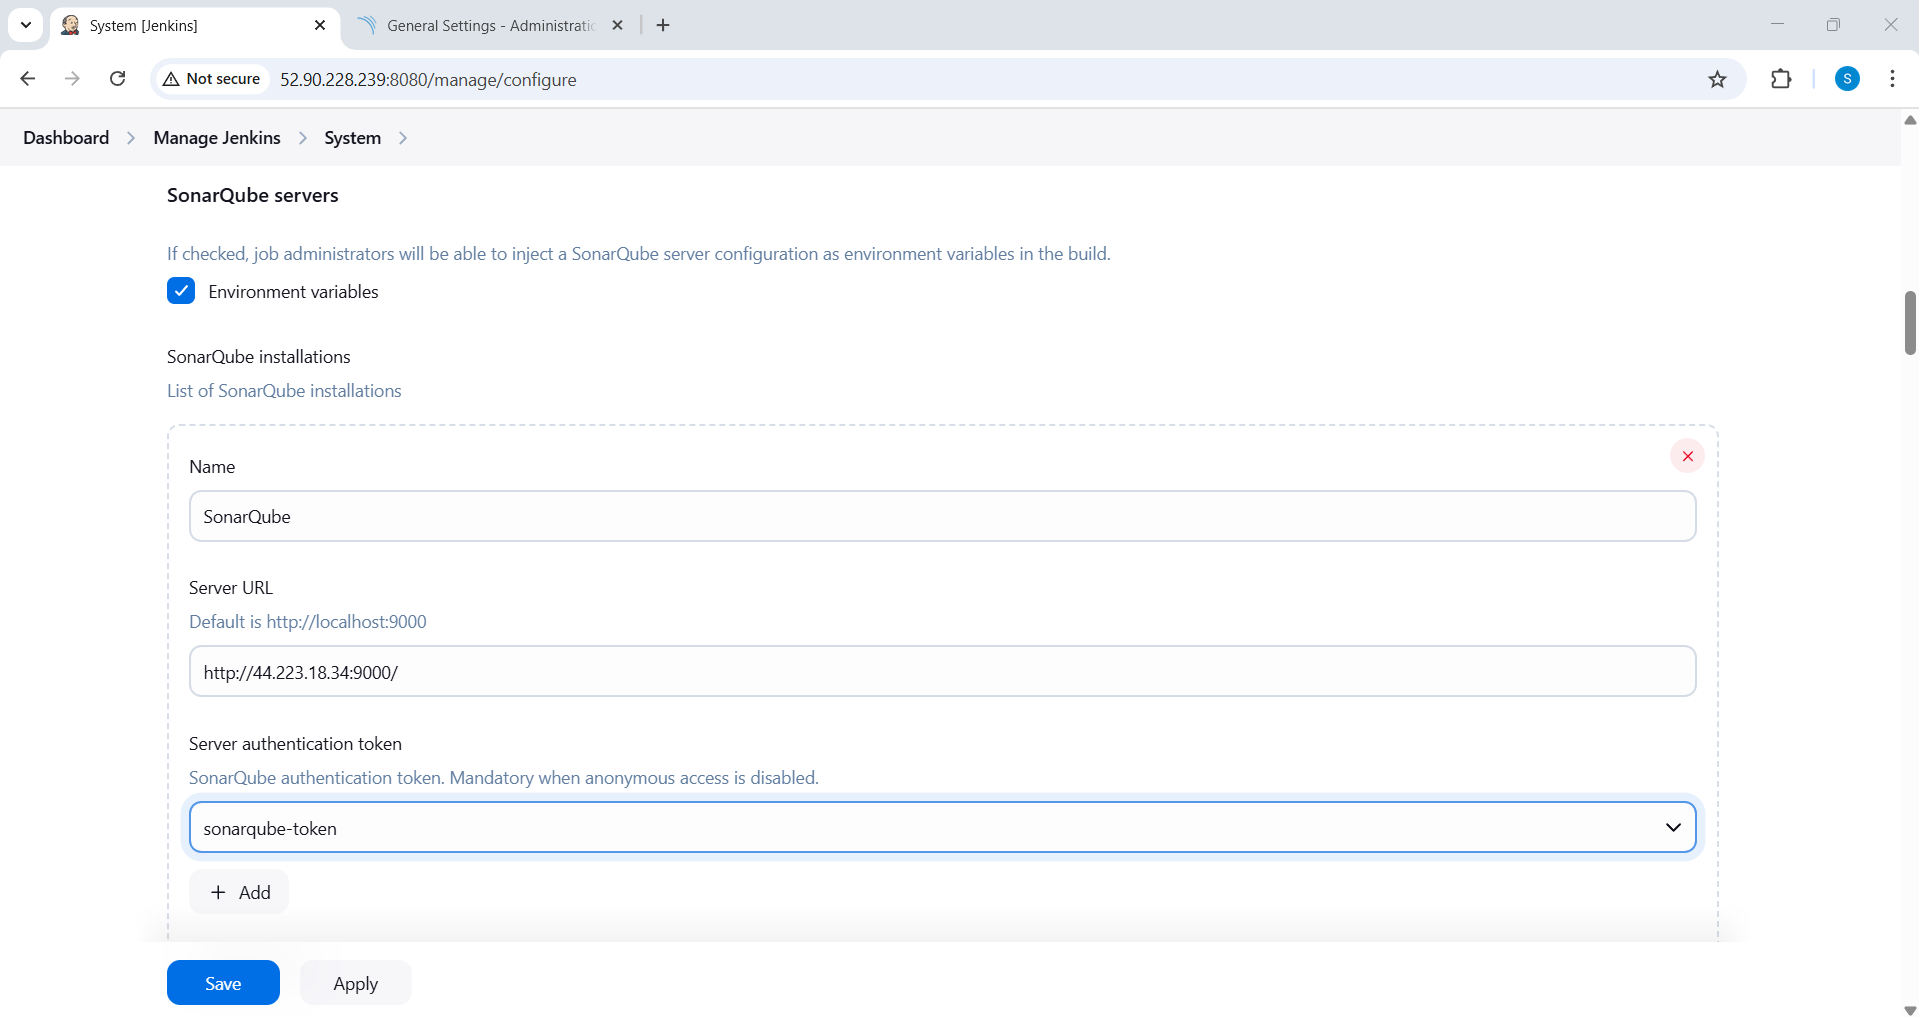 System [Jenkins]
General Settings - Administratio
Not secure
52.90.228.239:8080/manage/configure
S
Dashboard
Manage Jenkins
System
SonarQube servers
If checked, job administrators will be able to inject a SonarQube server configuration as environment variables in the build.
Environment variables
SonarQube installations
List of SonarQube installations
Name
SonarQube
Server URL
Default is http://localhost:9000
http://44.223.18.34:9000/
Server authentication token
SonarQube authentication token. Mandatory when anonymous access is disabled.
sonarqube-token
Add
Save
Apply